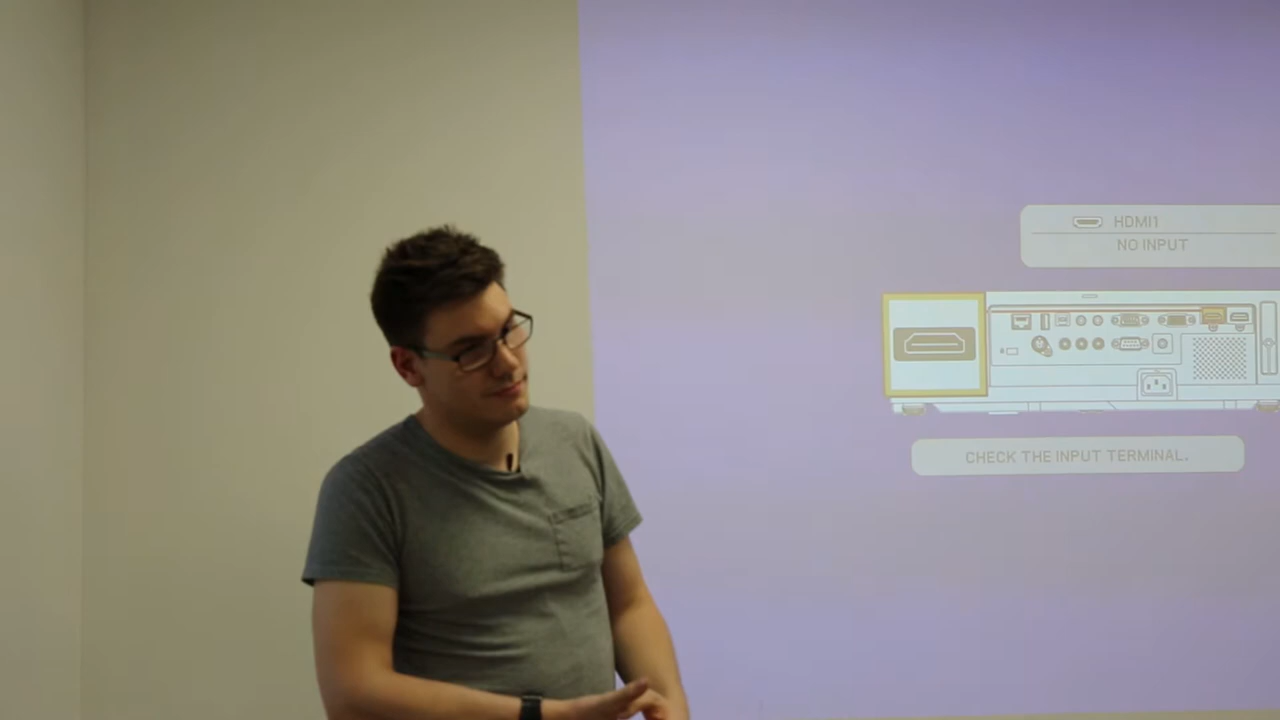 HDMI1
NO INPUT
CHECK THE INPUT TERMINAL.